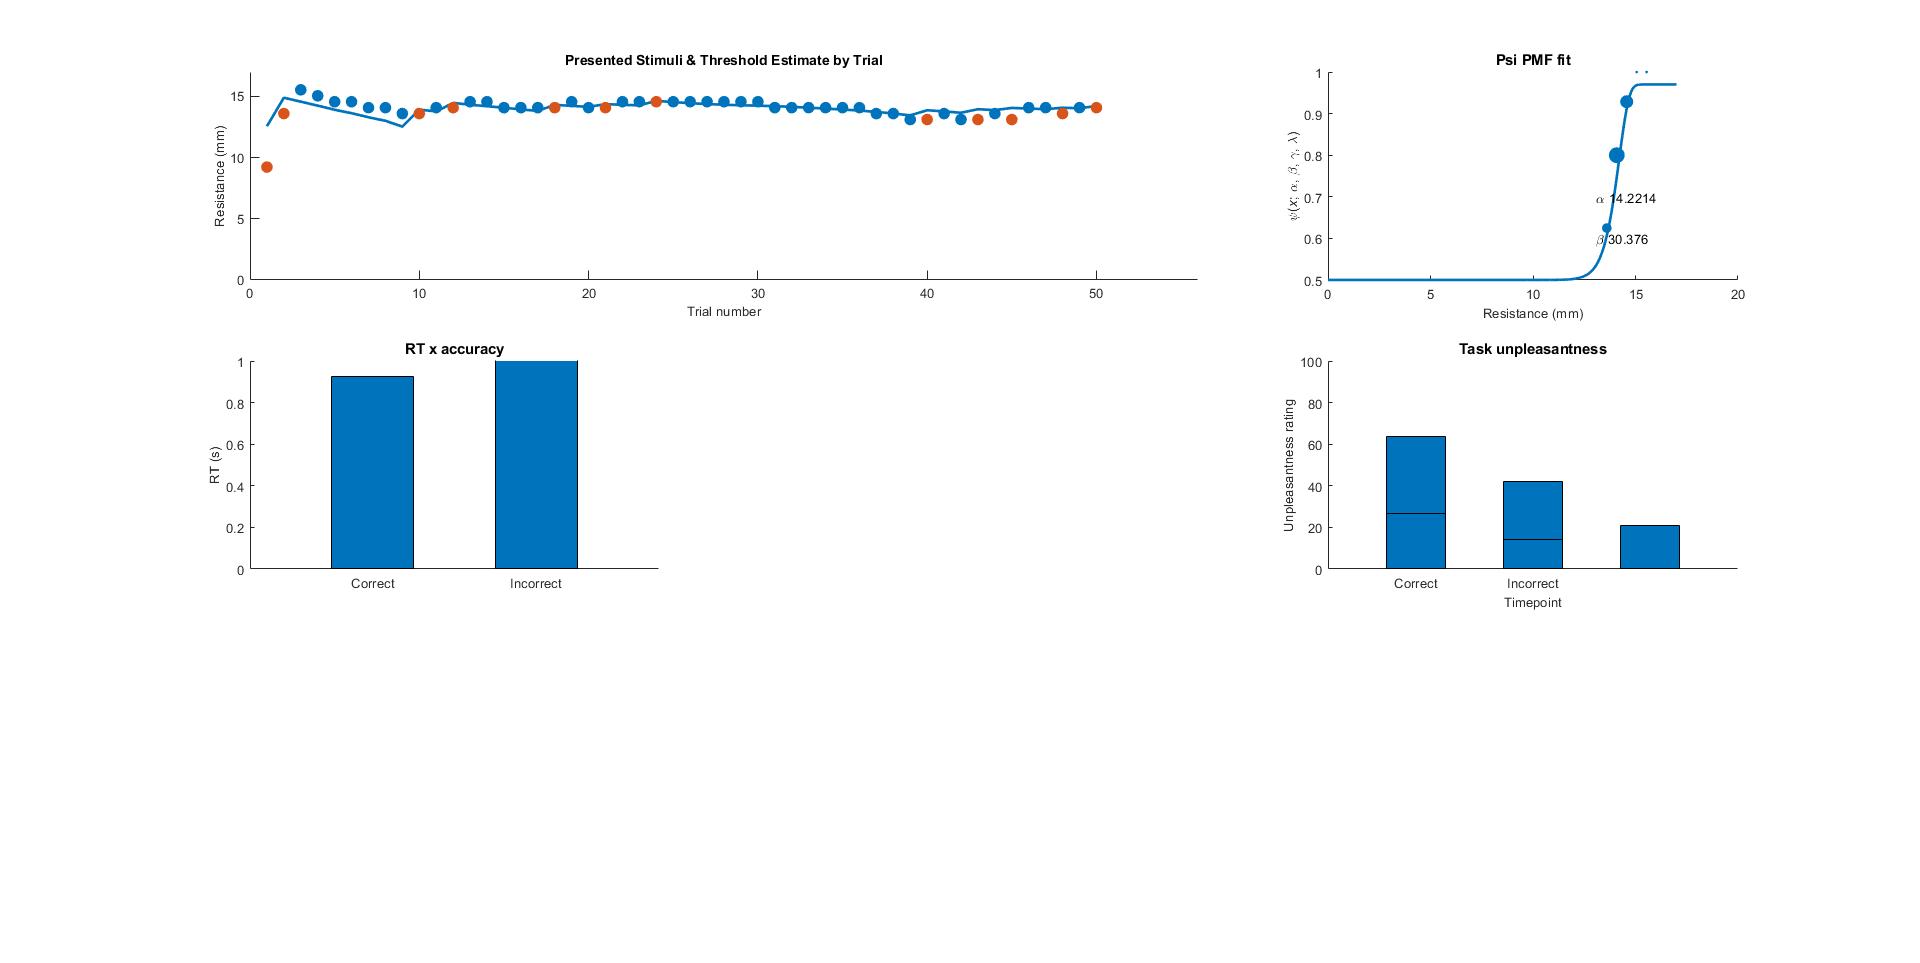 Presented Stimuli & Threshold Estimate by Trial
Resistance (mm)
15
10
5
0
0 10 20 30 40 50
Trial number
Psi PMF fit
ψ(x; α, β, γ, λ)
1
0.9
0.8
0.7
0.6
0.5
α 14.2214
β 30.376
0 5 10 15 20
Resistance (mm)
RT x accuracy
RT (s)
1
0.8
0.6
0.4
0.2
0
Correct Incorrect
Task unpleasantness
Unpleasantness rating
100
80
60
40
20
0
Correct Incorrect
Timepoint